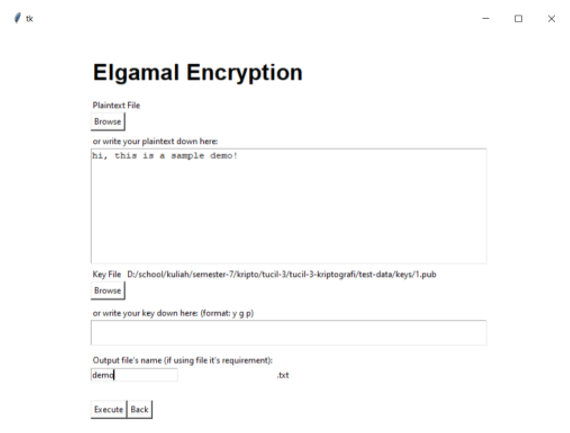 tk
Elgamal Encryption
Plaintext File
Browse
or write your plaintext down here:
hi, this is a sample demo!
Key File D:/school/kuliah/semester-7/kripto/tucil-3/tucil-3-kriptografi/test-data/keys/1.pub
Browse
or write your key down here: (format: y g p)
Output file's name (if using file it's requirement):
demo .txt
Execute Back